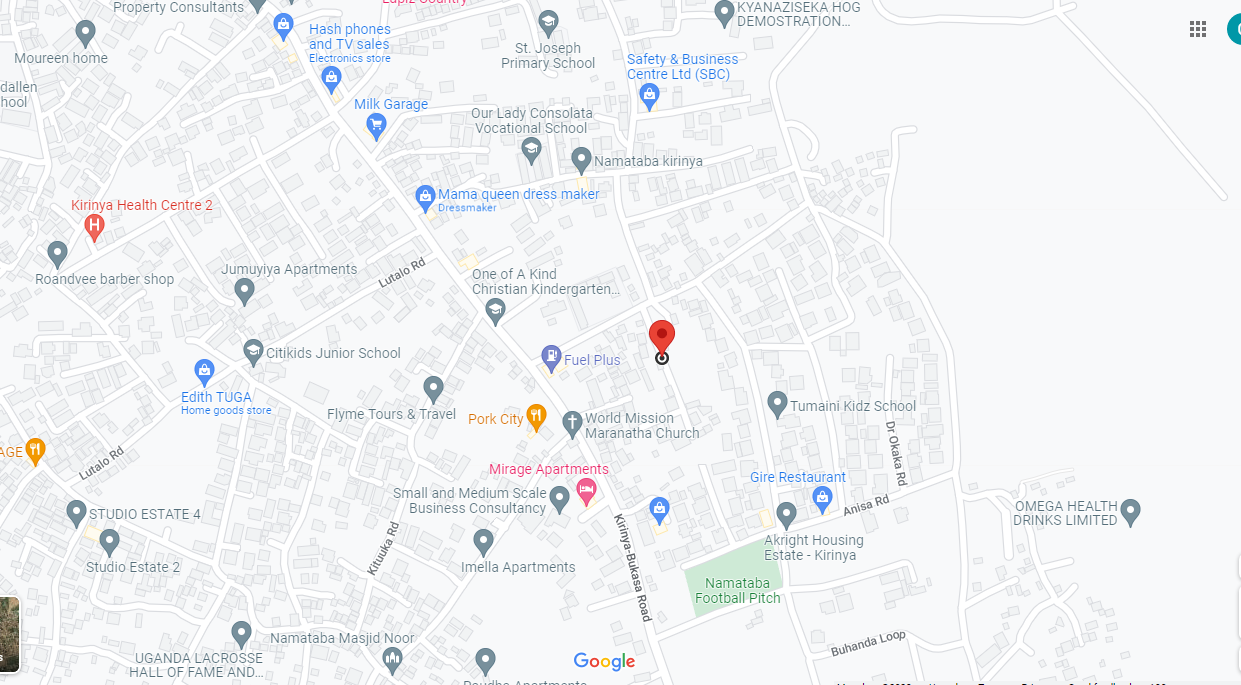 Property Consultants
Lupiz Country
KYANAZISEKA HOG
DEMOSTRATION...
Hash phones
and TV sales
Electronics store
Moureen home
St. Joseph
Primary School
Safety & Business
Centre Ltd (SBC)
dallen
hool
Milk Garage
Our Lady Consolata
Vocational School
Namataba kirinya
Mama queen dress maker
Dressmaker
Kirinya Health Centre 2
H
Roandvee barber shop
Jumuyiya Apartments
Lutalo Rd
One of A Kind
Christian Kindergarten...
Citikids Junior School
Fuel Plus
Edith TUGA
Home goods store
Flyme Tours & Travel
Pork City
World Mission
Maranatha Church
Tumaini Kidz School
Dr Okaka Rd
AGE
Lutalo Rd
Mirage Apartments
Small and Medium Scale
Business Consultancy
Gire Restaurant
Anisa Rd
STUDIO ESTATE 4
Studio Estate 2
Kituuka Rd
Imella Apartments
Kirinya-Bukasa Road
Akright Housing
Estate - Kirinya
OMEGA HEALTH
DRINKS LIMITED
Namataba
Football Pitch
Namataba Masjid Noor
UGANDA LACROSSE
HALL OF FAME AND...
Google
Buhanda Loop